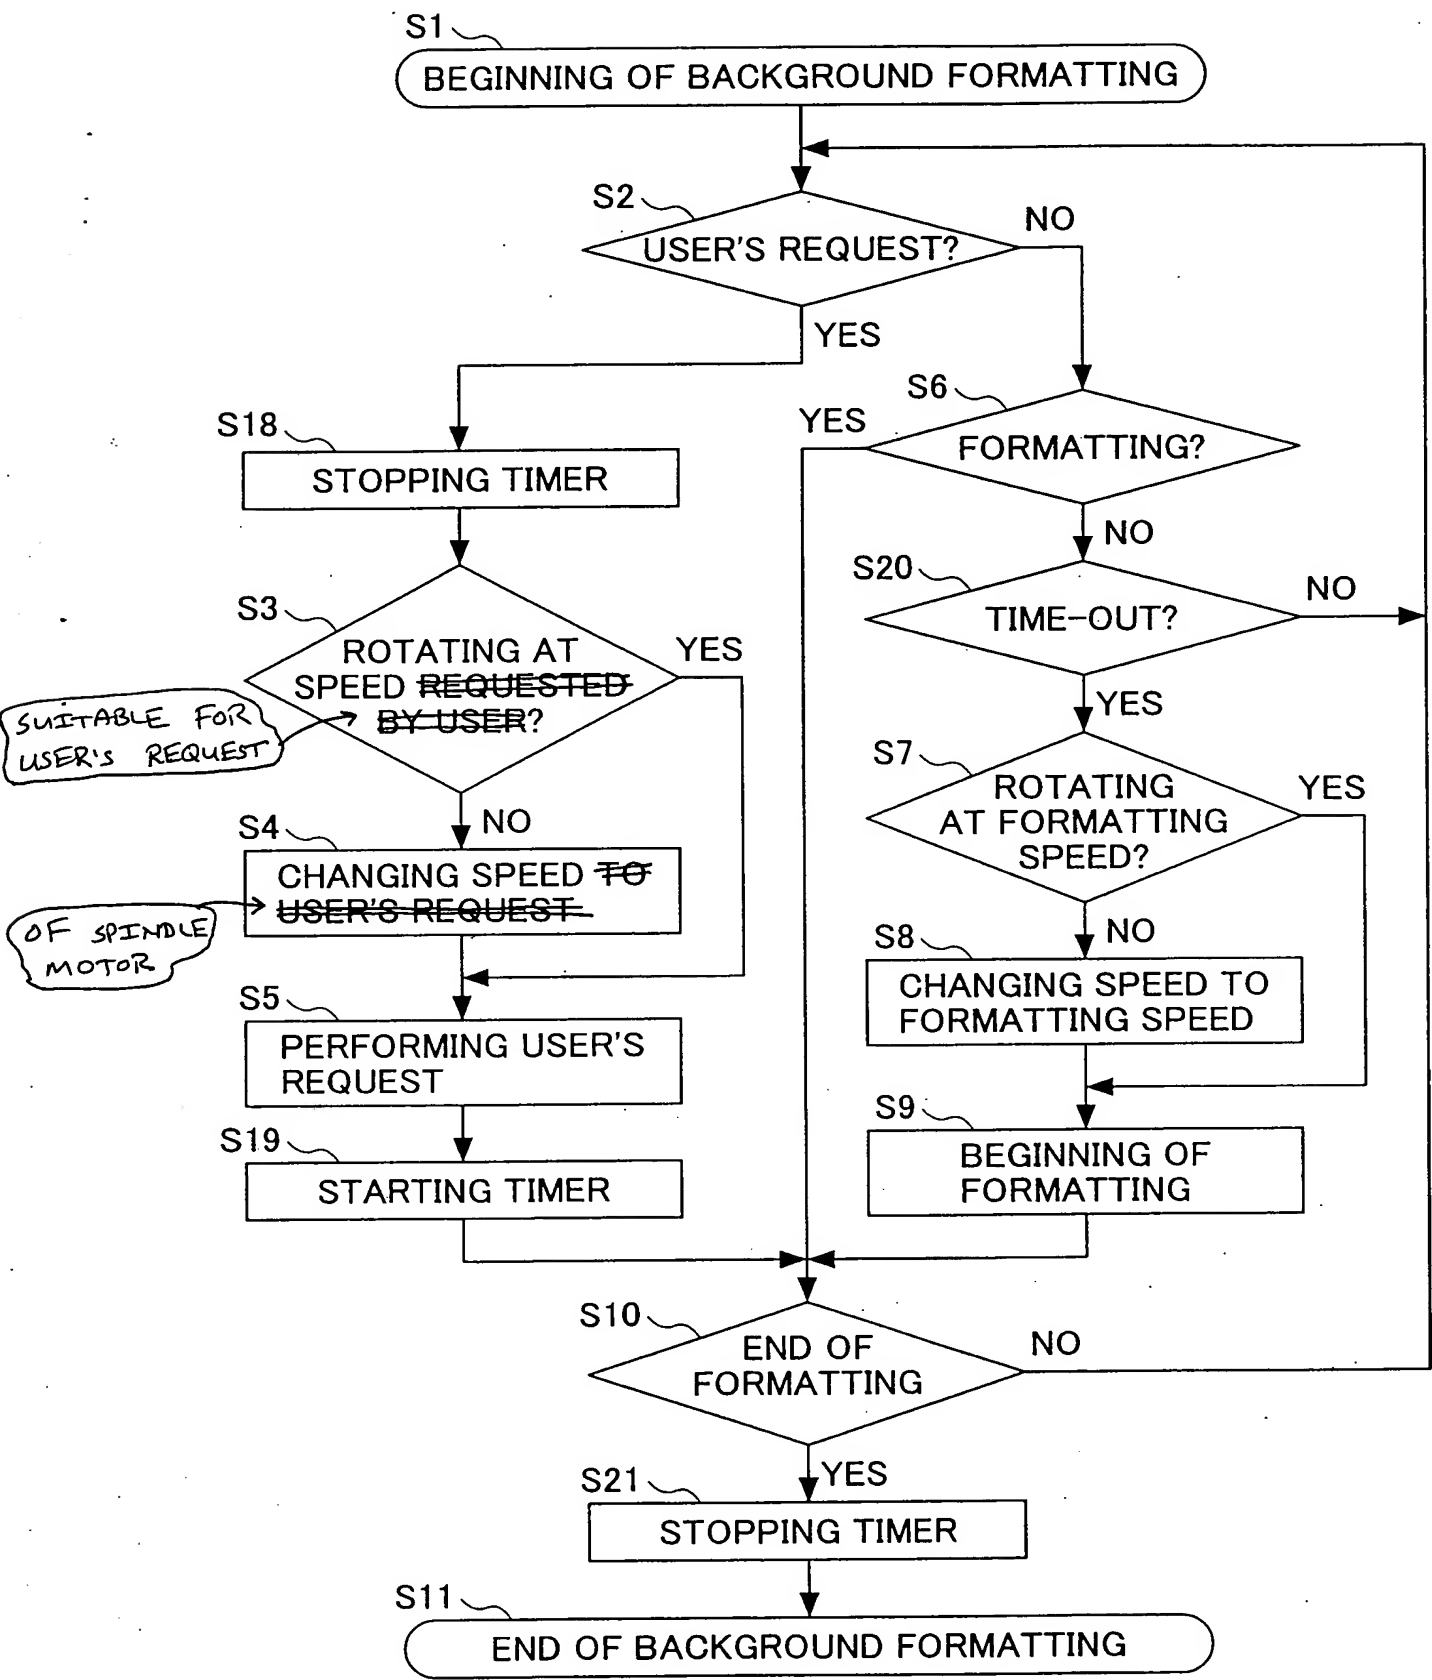 S1
BEGINNING OF BACKGROUND FORMATTING
S2
USER'S REQUEST?
NO
YES
S18
STOPPING TIMER
S3
ROTATING AT
SPEED REQUESTED
BY USER?
YES
SUITABLE FOR
USER'S REQUEST
NO
S4
CHANGING SPEED TO
USER'S REQUEST
OF SPINDLE
MOTOR
S5
PERFORMING USER'S
REQUEST
S19
STARTING TIMER
S6
FORMATTING?
YES
NO
S20
TIME-OUT?
NO
YES
S7
ROTATING
AT FORMATTING
SPEED?
YES
NO
S8
CHANGING SPEED TO
FORMATTING SPEED
S9
BEGINNING OF
FORMATTING
S10
END OF
FORMATTING
NO
YES
S21
STOPPING TIMER
S11
END OF BACKGROUND FORMATTING